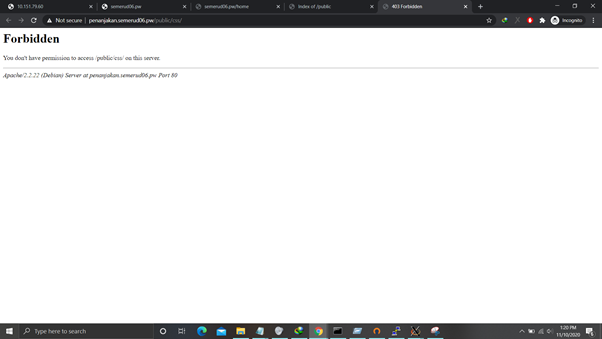 10.151.79.60
semerud06.pw
semerud06.pw/home
Index of /public
403 Forbidden
Not secure | penanjakan.semerud06.pw/public/css/
Incognito
Forbidden
You don't have permission to access /public/css/ on this server.
Apache/2.2.22 (Debian) Server at penanjakan.semerud06.pw Port 80
Type here to search
1:20 PM
11/10/2020